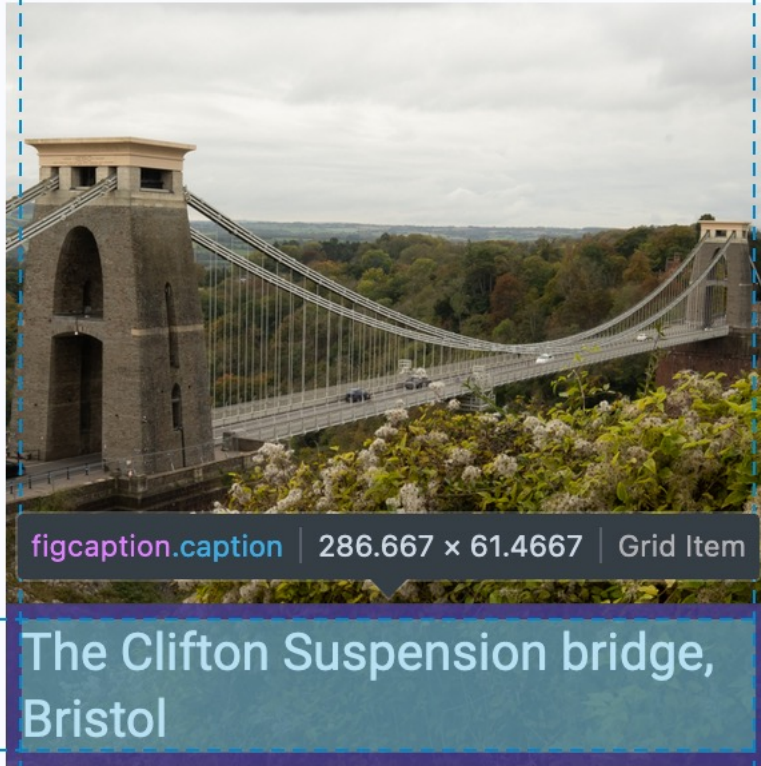 figcaption.caption 286.667 × 61.4667 Grid Item
The Clifton Suspension bridge,
Bristol